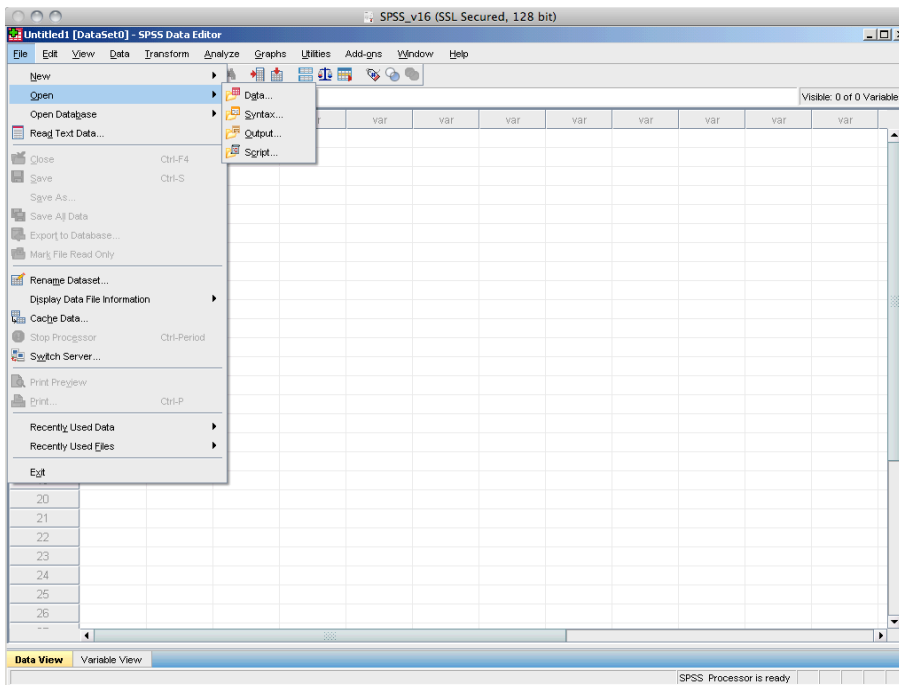 SPSS_v16 (SSL Secured, 128 bit)
Untitled1 [DataSet0] - SPSS Data Editor
File Edit View Data Transform Analyze Graphs Utilities Add-ons Window Help
New
Open
Data...
Visible: 0 of 0 Variable
Open Database
Syntax...
var var var var var var var var
Read Text Data...
Output...
Script...
Close Ctrl-F4
Save Ctrl-S
Save As...
Save All Data
Export to Database...
Mark File Read Only
Rename Dataset...
Display Data File Information
Cache Data...
Stop Processor Ctrl-Period
Switch Server...
Print Preview
Print... Ctrl-P
Recently Used Data
Recently Used Files
Exit
20
21
22
23
24
25
26
Data View Variable View
SPSS Processor is ready